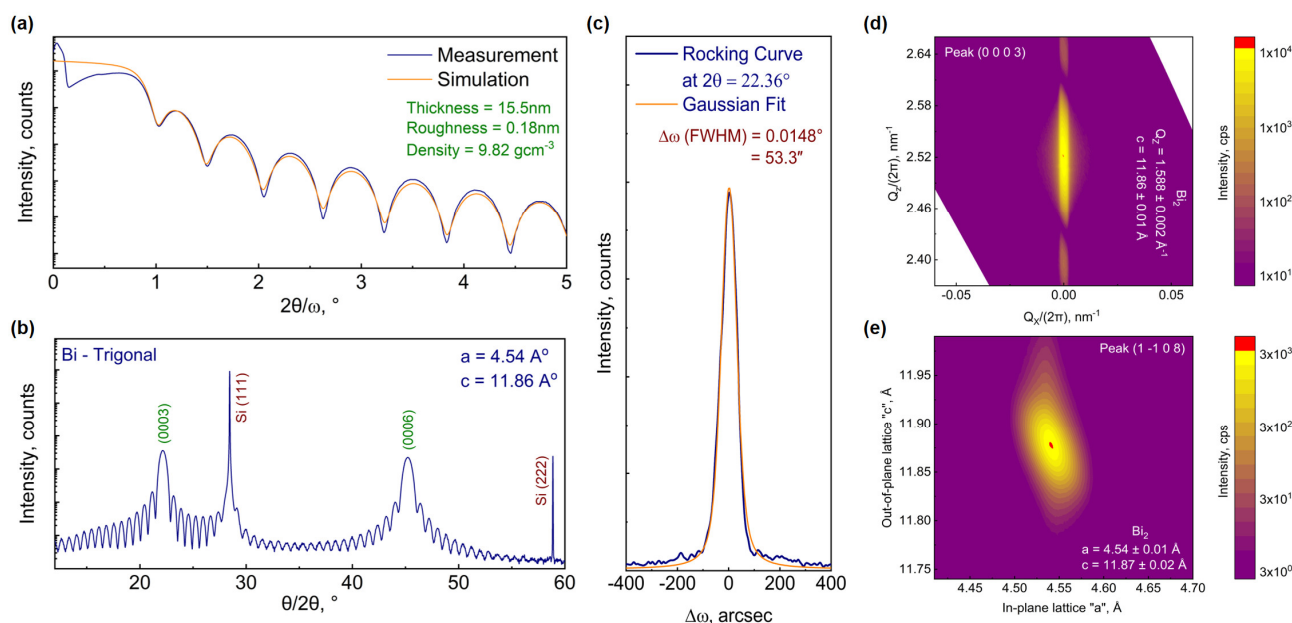 (a)
Intensity, counts
Measurement
Simulation
Thickness = 15.5nm
Roughness = 0.18nm
Density = 9.82 gcm⁻³
0 1 2 3 4 5
2θ/ω, °
(b)
Intensity, counts
Bi - Trigonal
a = 4.54 Aº
c = 11.86 Aº
(0003)
Si (111)
(0006)
Si (222)
20 30 40 50 60
θ/2θ, °
(c)
Intensity, counts
Rocking Curve
at 2θ = 22.36°
Gaussian Fit
Δω (FWHM) = 0.0148°
= 53.3″
-400 -200 0 200 400
Δω, arcsec
(d)
Q_Z/(2π), nm⁻¹
2.64
2.58
2.52
2.46
2.40
Peak (0 0 0 3)
Bi₂
Q_Z = 1.588 ± 0.002 Å⁻¹
c = 11.86 ± 0.01 Å
-0.05 0.00 0.05
Q_X/(2π), nm⁻¹
Intensity, cps
1x10⁴
1x10³
1x10²
1x10¹
(e)
Out-of-plane lattice "c", Å
11.95
11.90
11.85
11.80
11.74
Peak (1 -1 0 8)
Bi₂
a = 4.54 ± 0.01 Å
c = 11.87 ± 0.02 Å
4.45 4.50 4.55 4.60 4.65 4.70
In-plane lattice "a", Å
Intensity, cps
3x10³
3x10²
3x10¹
3x10⁰